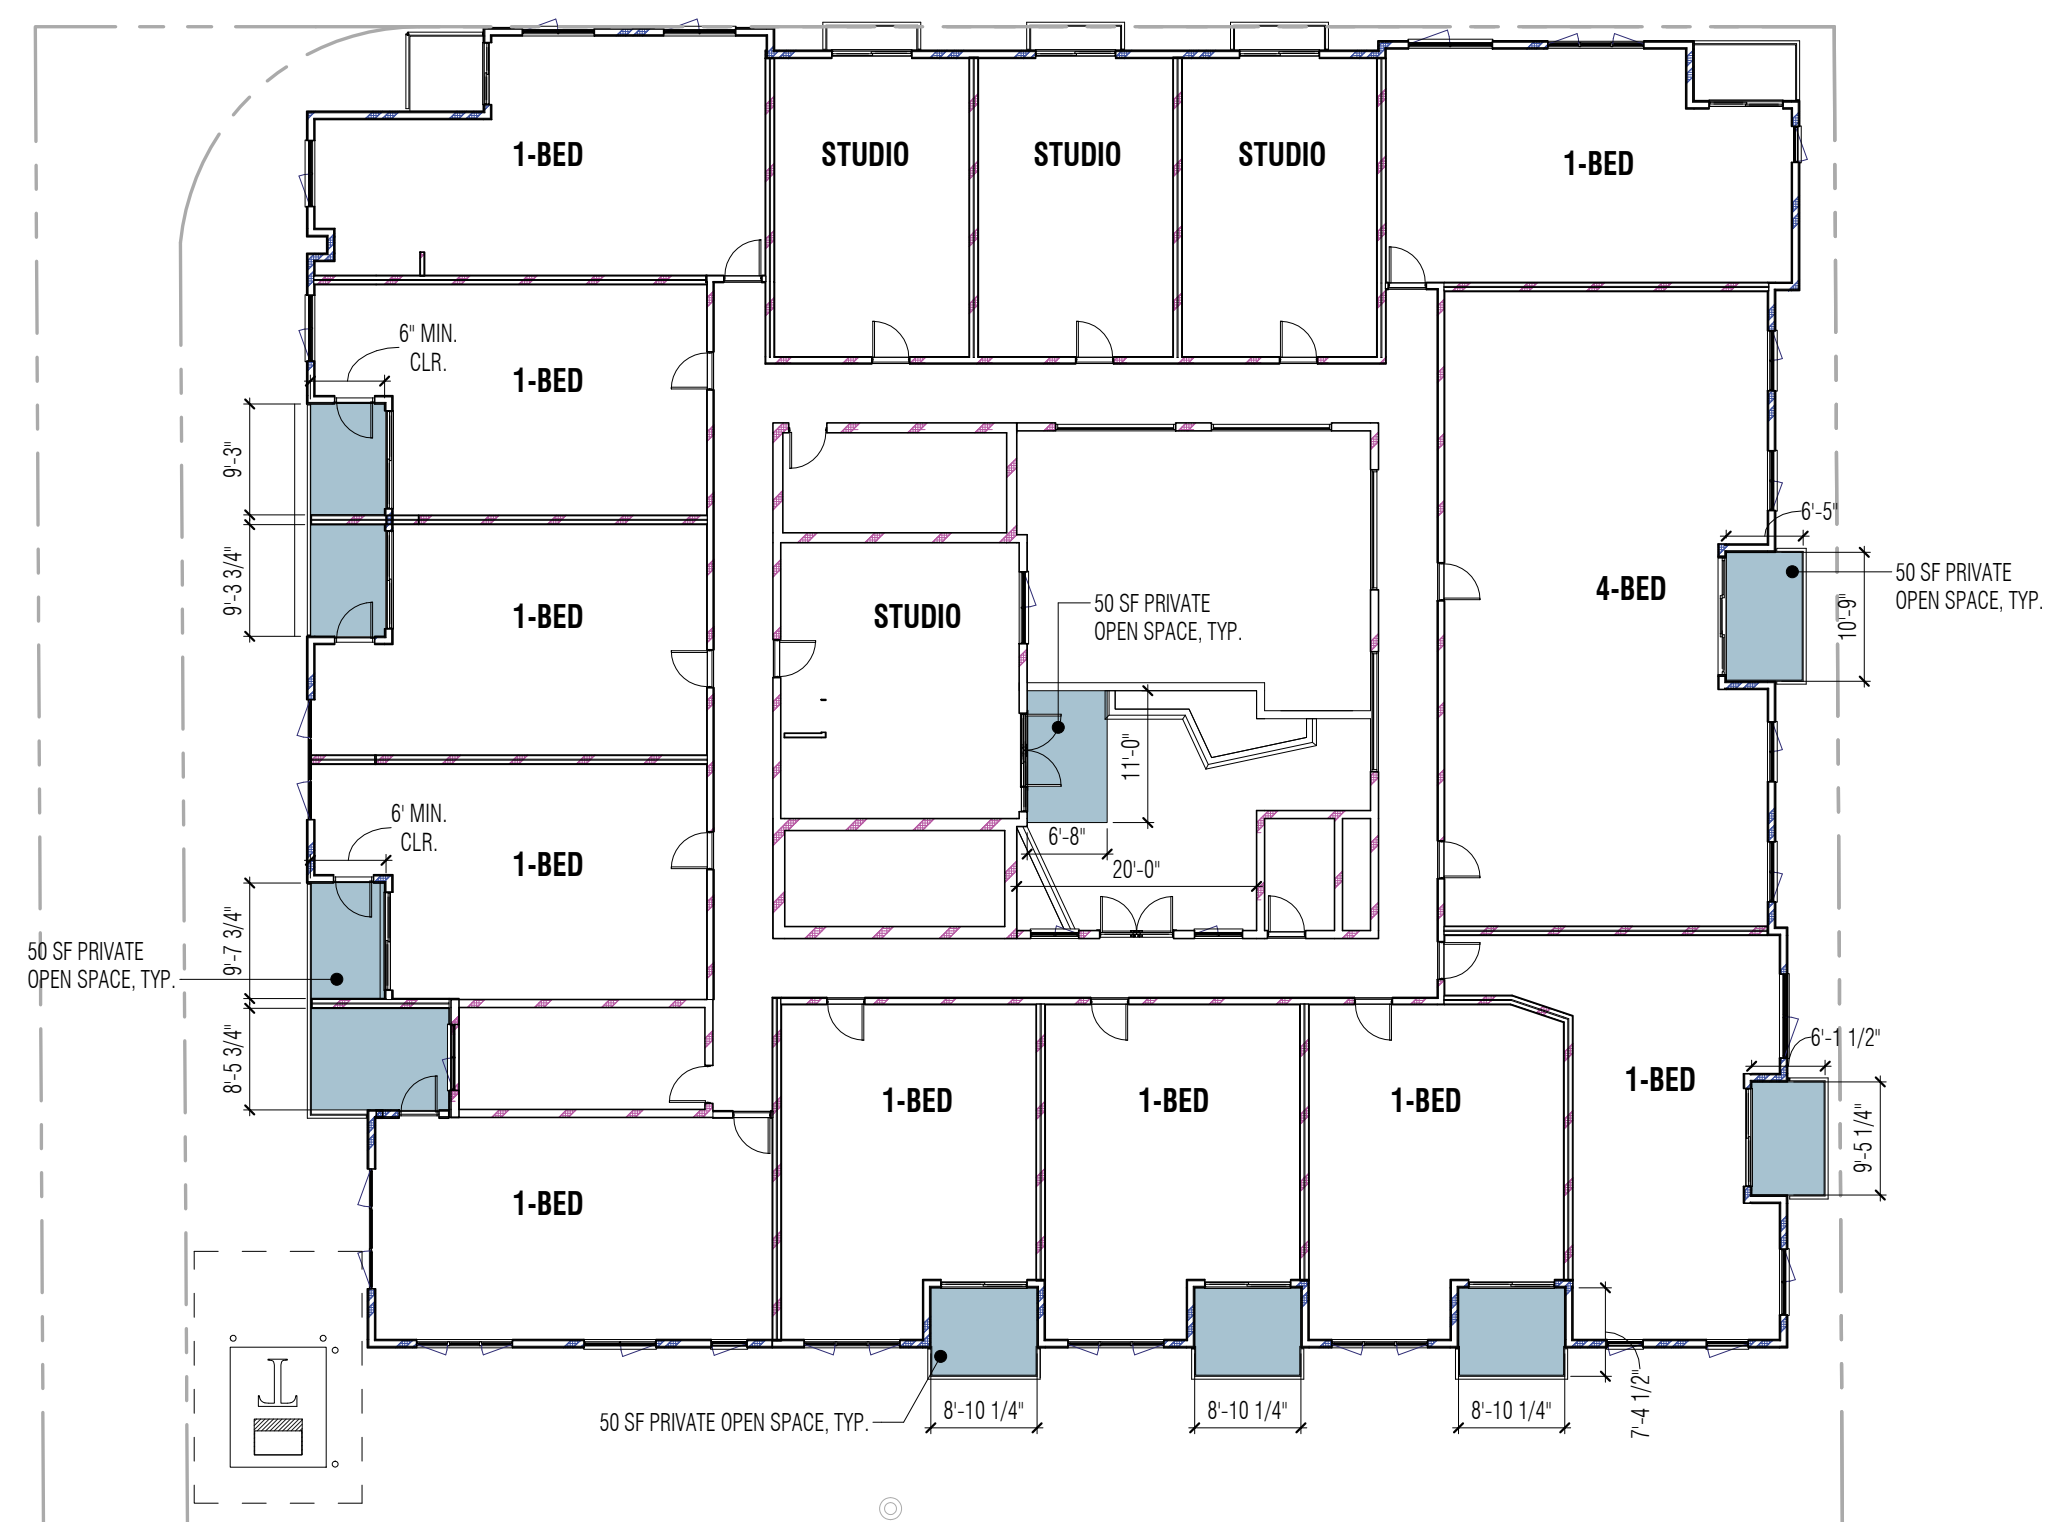 1-BED
STUDIO
STUDIO
STUDIO
1-BED
6" MIN.
CLR.
1-BED
9'-3"
6'-5"
9'-3 3/4"
1-BED
STUDIO
50 SF PRIVATE
OPEN SPACE, TYP.
4-BED
10'-9"
50 SF PRIVATE
OPEN SPACE, TYP.
11'-0"
6'-8"
20'-0"
6' MIN.
CLR.
1-BED
9'-7 3/4"
50 SF PRIVATE
OPEN SPACE, TYP.
8'-5 3/4"
6'-1 1/2"
1-BED
1-BED
1-BED
1-BED
9'-5 1/4"
1-BED
50 SF PRIVATE OPEN SPACE, TYP.
8'-10 1/4"
8'-10 1/4"
8'-10 1/4"
7'-4 1/2"
T